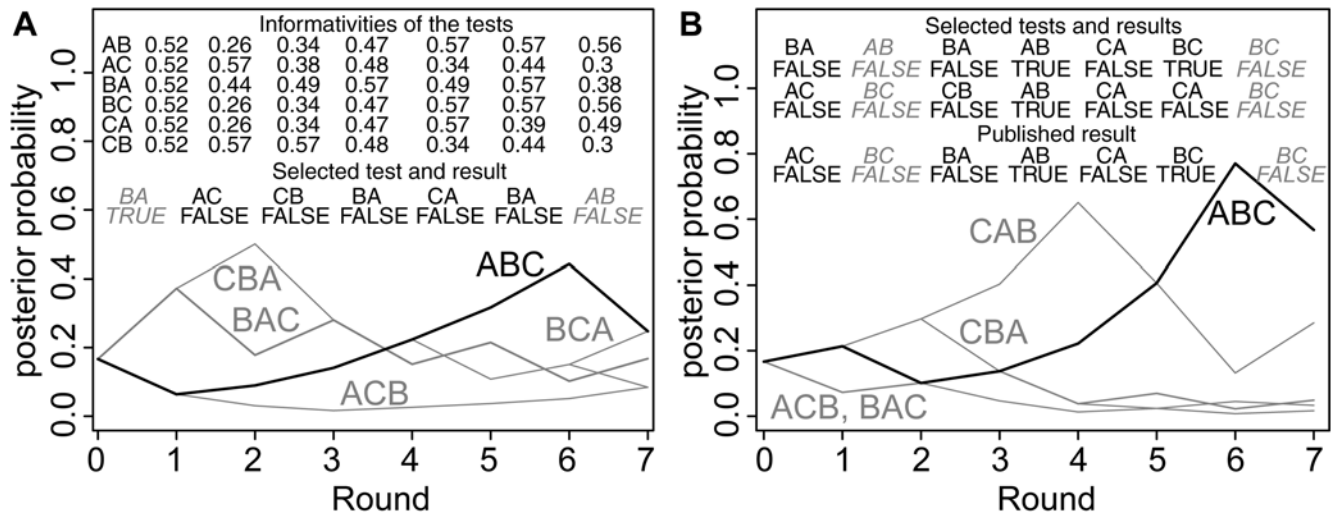 A
Informativities of the tests
AB 0.52 0.26 0.34 0.47 0.57 0.57 0.56
AC 0.52 0.57 0.38 0.48 0.34 0.44 0.3
BA 0.52 0.44 0.49 0.57 0.49 0.57 0.38
BC 0.52 0.26 0.34 0.47 0.57 0.57 0.56
CA 0.52 0.26 0.34 0.47 0.57 0.39 0.49
CB 0.52 0.57 0.57 0.48 0.34 0.44 0.3
Selected test and result
BA AC CB BA CA BA AB
TRUE FALSE FALSE FALSE FALSE FALSE FALSE
CBA
BAC
ABC
BCA
ACB
posterior probability
1.0
0.8
0.6
0.4
0.2
0.0
0 1 2 3 4 5 6 7
Round
B
Selected tests and results
BA AB BA AB CA BC BC
FALSE FALSE FALSE TRUE FALSE TRUE FALSE
AC BC CB AB CA CA BC
FALSE FALSE FALSE TRUE FALSE FALSE FALSE
Published result
AC BC BA AB CA BC BC
FALSE FALSE FALSE TRUE FALSE TRUE FALSE
CAB
ABC
CBA
ACB, BAC
posterior probability
1.0
0.8
0.6
0.4
0.2
0.0
0 1 2 3 4 5 6 7
Round